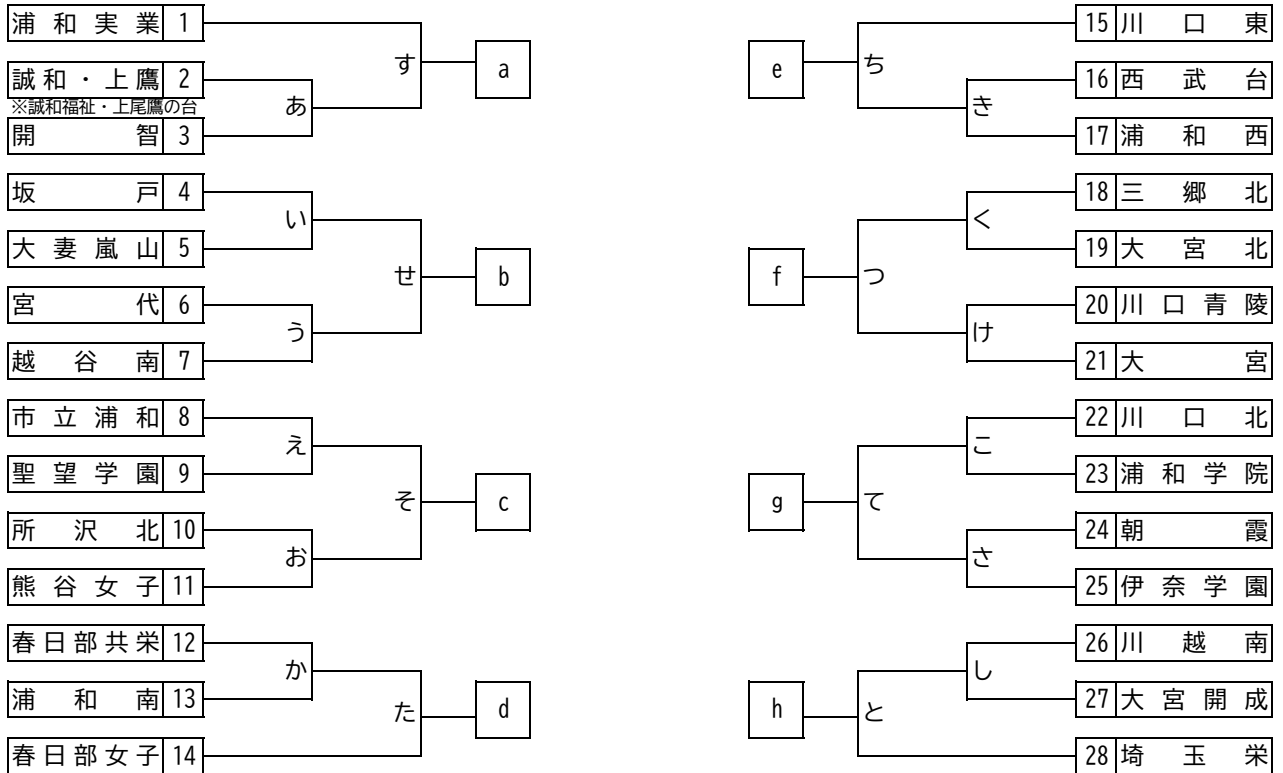 浦和実業 1
す
a
誠和・上鷹 2
※誠和福祉・上尾鷹の台
あ
開智 3
坂戸 4
い
大妻嵐山 5
せ
b
宮代 6
う
越谷南 7
市立浦和 8
え
聖望学園 9
そ
c
所沢北 10
お
熊谷女子 11
春日部共栄 12
か
浦和南 13
た
d
春日部女子 14
15 川口東
e
ち
16 西武台
き
17 浦和西
18 三郷北
く
19 大宮北
f
つ
20 川口青陵
け
21 大宮
22 川口北
こ
23 浦和学院
g
て
24 朝霞
さ
25 伊奈学園
26 川越南
し
27 大宮開成
h
と
28 埼玉栄